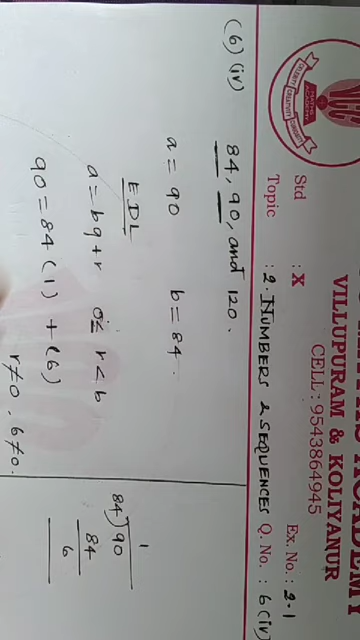 ACADEMY
VILLUPURAM & KOLIYANUR
CELL : 9543864945
Std : X Ex. No. : 2.1
Topic : 2. NUMBERS & SEQUENCES Q. No. : 6(iv)
(6) (iv) 84, 90, and 120.
a = 90 b = 84
EDL
a = bq + r 0 ≤ r < b
90 = 84 (1) + (6)
r ≠ 0, 6 ≠ 0.
1
84) 90
84
6